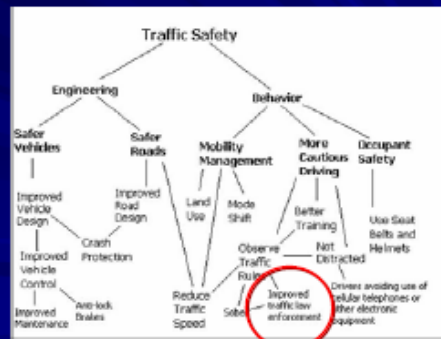 Traffic Safety
Engineering
Behavior
Safer
Vehicles
Safer
Roads
Mobility
Management
More
Cautious
Driving
Occupant
Safety
Improved
Vehicle
Design
Improved
Road
Design
Land
Use
Mode
Shift
Better
Training
Use Seat
Belts and
Helmets
Crash
Protection
Observe
Traffic
Rules
Not
Distracted
Improved
Vehicle
Control
Reduce
Traffic
Speed
Improved
traffic law
enforcement
Drivers avoiding use of
cellular telephones or
other electronic
equipment
Improved
Maintenance
Anti-lock
Brakes